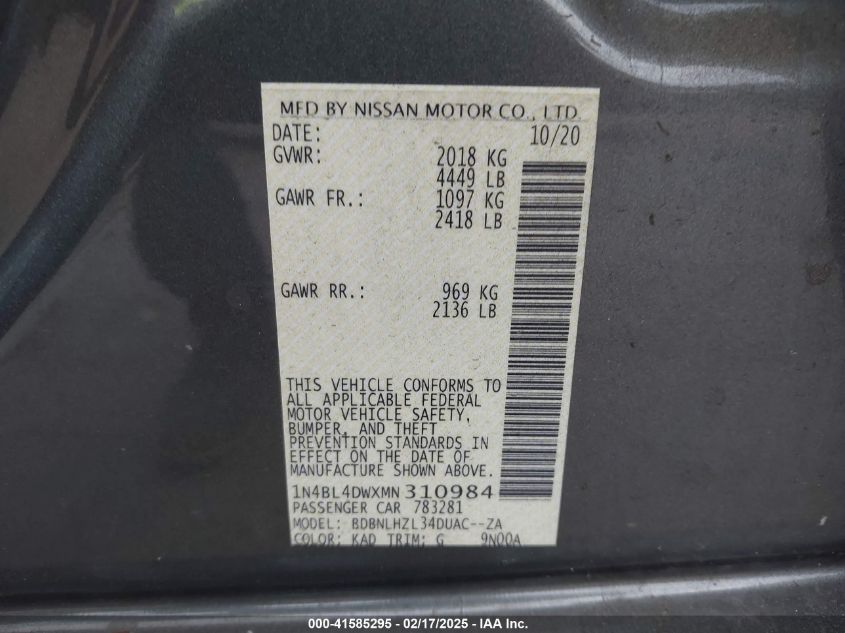 MFD BY NISSAN MOTOR CO., LTD.
DATE: 10/20
GVWR: 2018 KG
4449 LB
GAWR FR.: 1097 KG
2418 LB
GAWR RR.: 969 KG
2136 LB
THIS VEHICLE CONFORMS TO
ALL APPLICABLE FEDERAL
MOTOR VEHICLE SAFETY,
BUMPER, AND THEFT
PREVENTION STANDARDS IN
EFFECT ON THE DATE OF
MANUFACTURE SHOWN ABOVE.
1N4BL4DWXMN310984
PASSENGER CAR 783281
MODEL: BDBNLHZL34DUAC--ZA
COLOR: KAD TRIM: G 9N00A
000-41585295 - 02/17/2025 - IAA Inc.